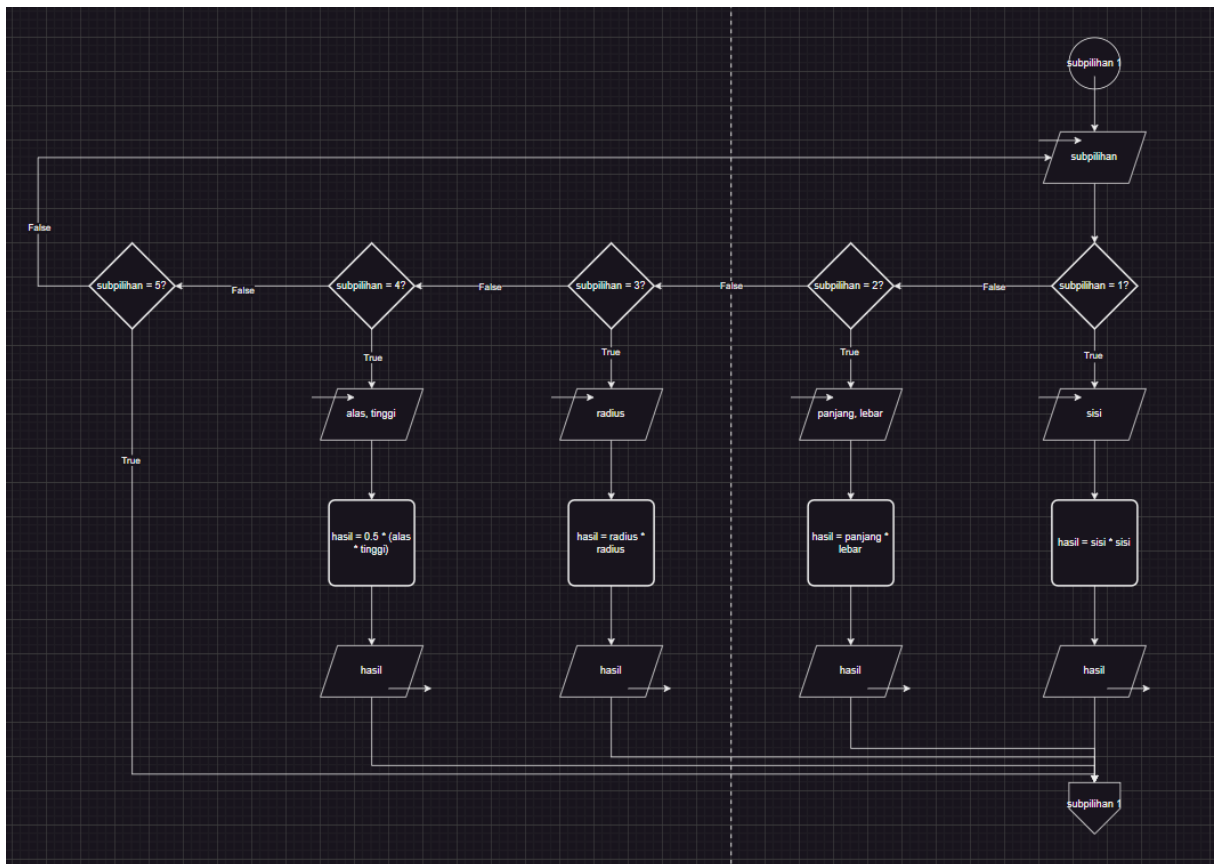 subpilihan 1
subpilihan
False
subpilihan = 5?
False
subpilihan = 4?
False
subpilihan = 3?
False
subpilihan = 2?
False
subpilihan = 1?
True
True
True
True
alas, tinggi
radius
panjang, lebar
sisi
True
hasil = 0.5 * (alas
* tinggi)
hasil = radius *
radius
hasil = panjang *
lebar
hasil = sisi * sisi
hasil
hasil
hasil
hasil
subpilihan 1